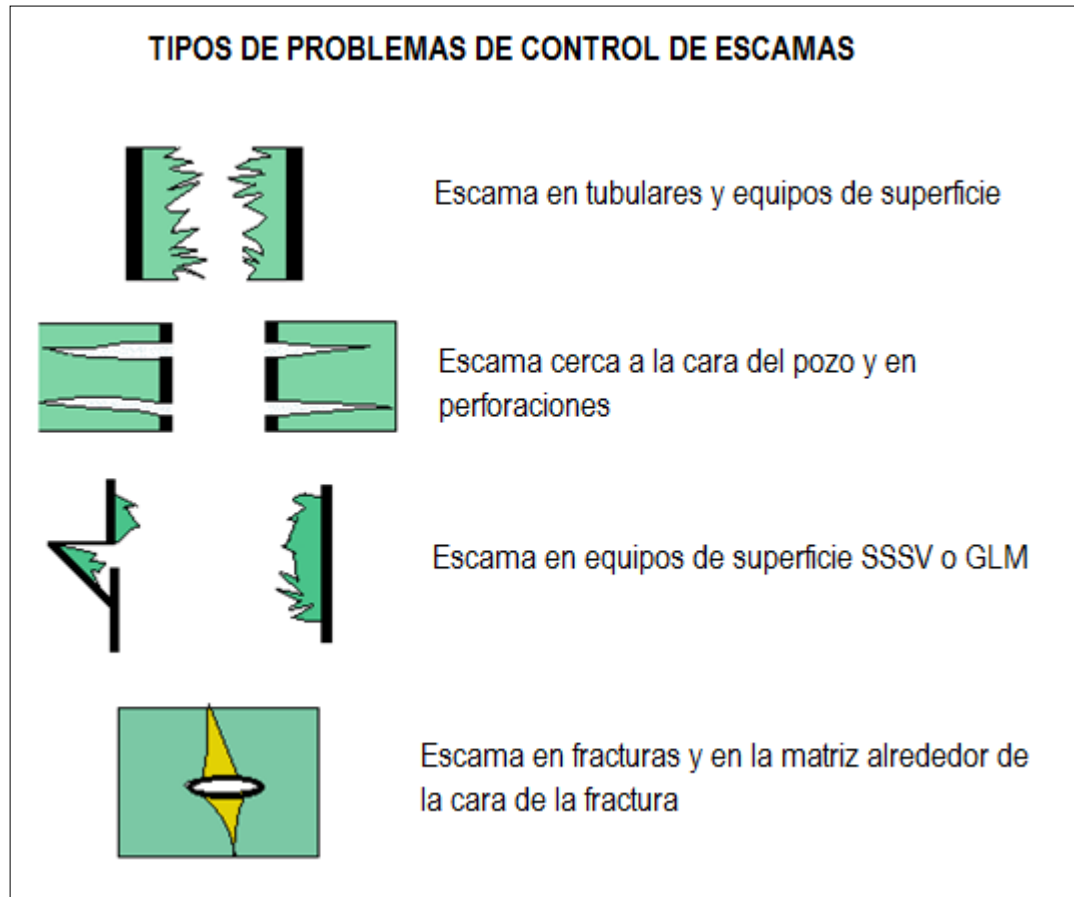 TIPOS DE PROBLEMAS DE CONTROL DE ESCAMAS
Escama en tubulares y equipos de superficie
Escama cerca a la cara del pozo y en
perforaciones
Escama en equipos de superficie SSSV o GLM
Escama en fracturas y en la matriz alrededor de
la cara de la fractura